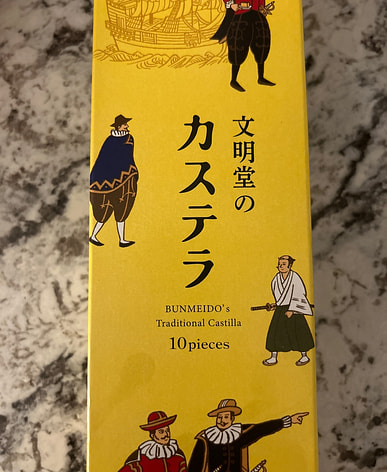 文明堂の
カステラ
BUNMEIDO's
Traditional Castilla
10pieces